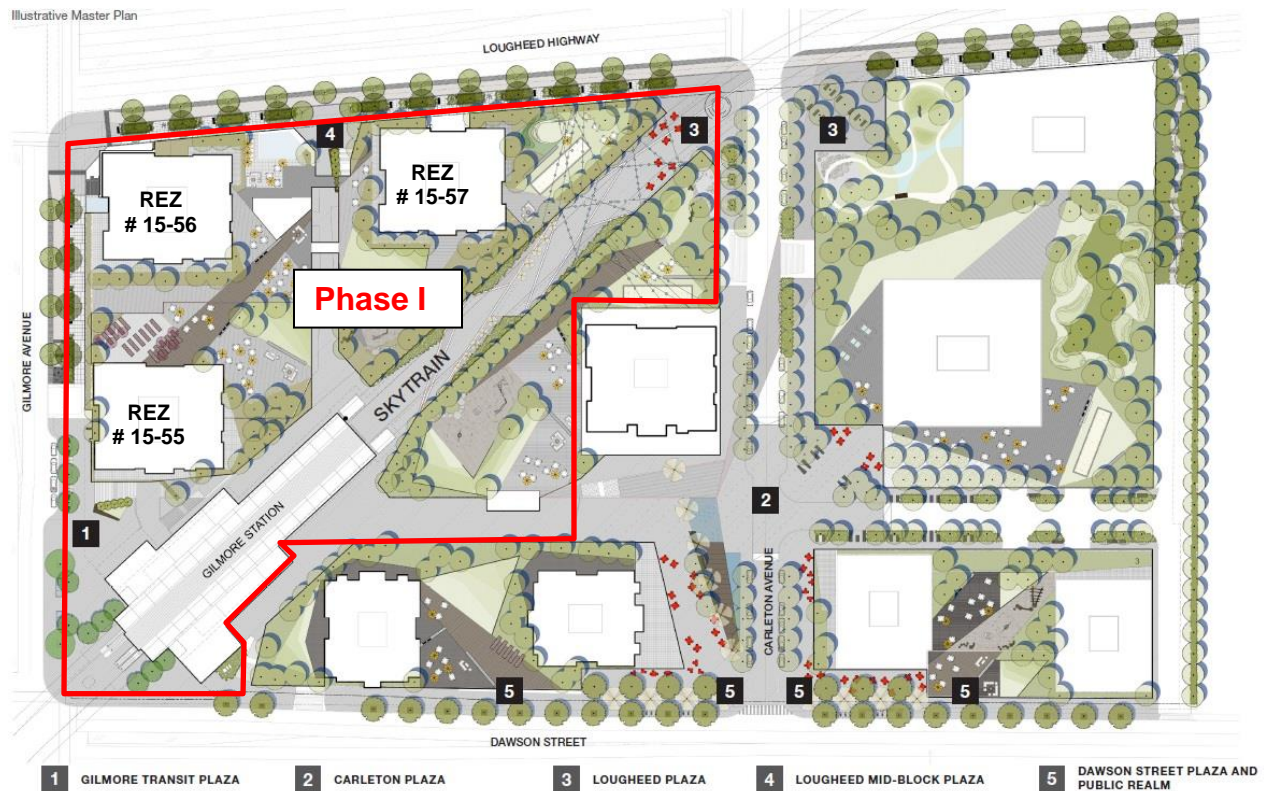 Illustrative Master Plan
LOUGHEED HIGHWAY
4
3
3
REZ
# 15-56
REZ
# 15-57
Phase I
GILMORE AVENUE
SKYTRAIN
REZ
# 15-55
1
GILMORE STATION
2
CARLETON AVENUE
3
5
5
5
5
DAWSON STREET
1 GILMORE TRANSIT PLAZA
2 CARLETON PLAZA
3 LOUGHEED PLAZA
4 LOUGHEED MID-BLOCK PLAZA
5 DAWSON STREET PLAZA AND
PUBLIC REALM